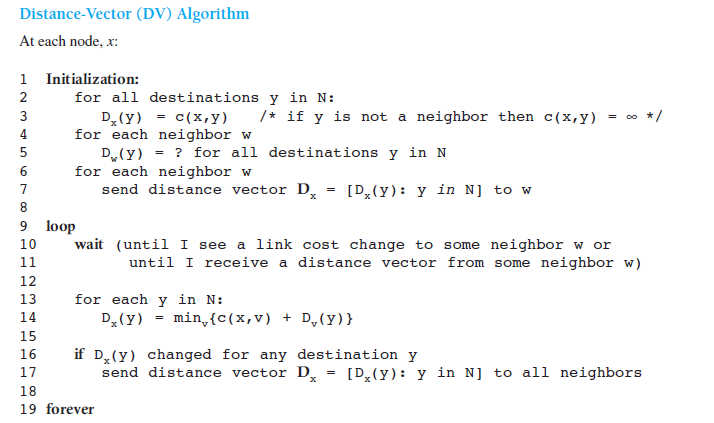 Distance-Vector (DV) Algorithm
At each node, x:
1 Initialization:
2 for all destinations y in N:
3 Dx(y) = c(x,y) /* if y is not a neighbor then c(x,y) = ∞ */
4 for each neighbor w
5 Dw(y) = ? for all destinations y in N
6 for each neighbor w
7 send distance vector Dx = [Dx(y): y in N] to w
8
9 loop
10 wait (until I see a link cost change to some neighbor w or
11 until I receive a distance vector from some neighbor w)
12
13 for each y in N:
14 Dx(y) = minv{c(x,v) + Dv(y)}
15
16 if Dx(y) changed for any destination y
17 send distance vector Dx = [Dx(y): y in N] to all neighbors
18
19 forever